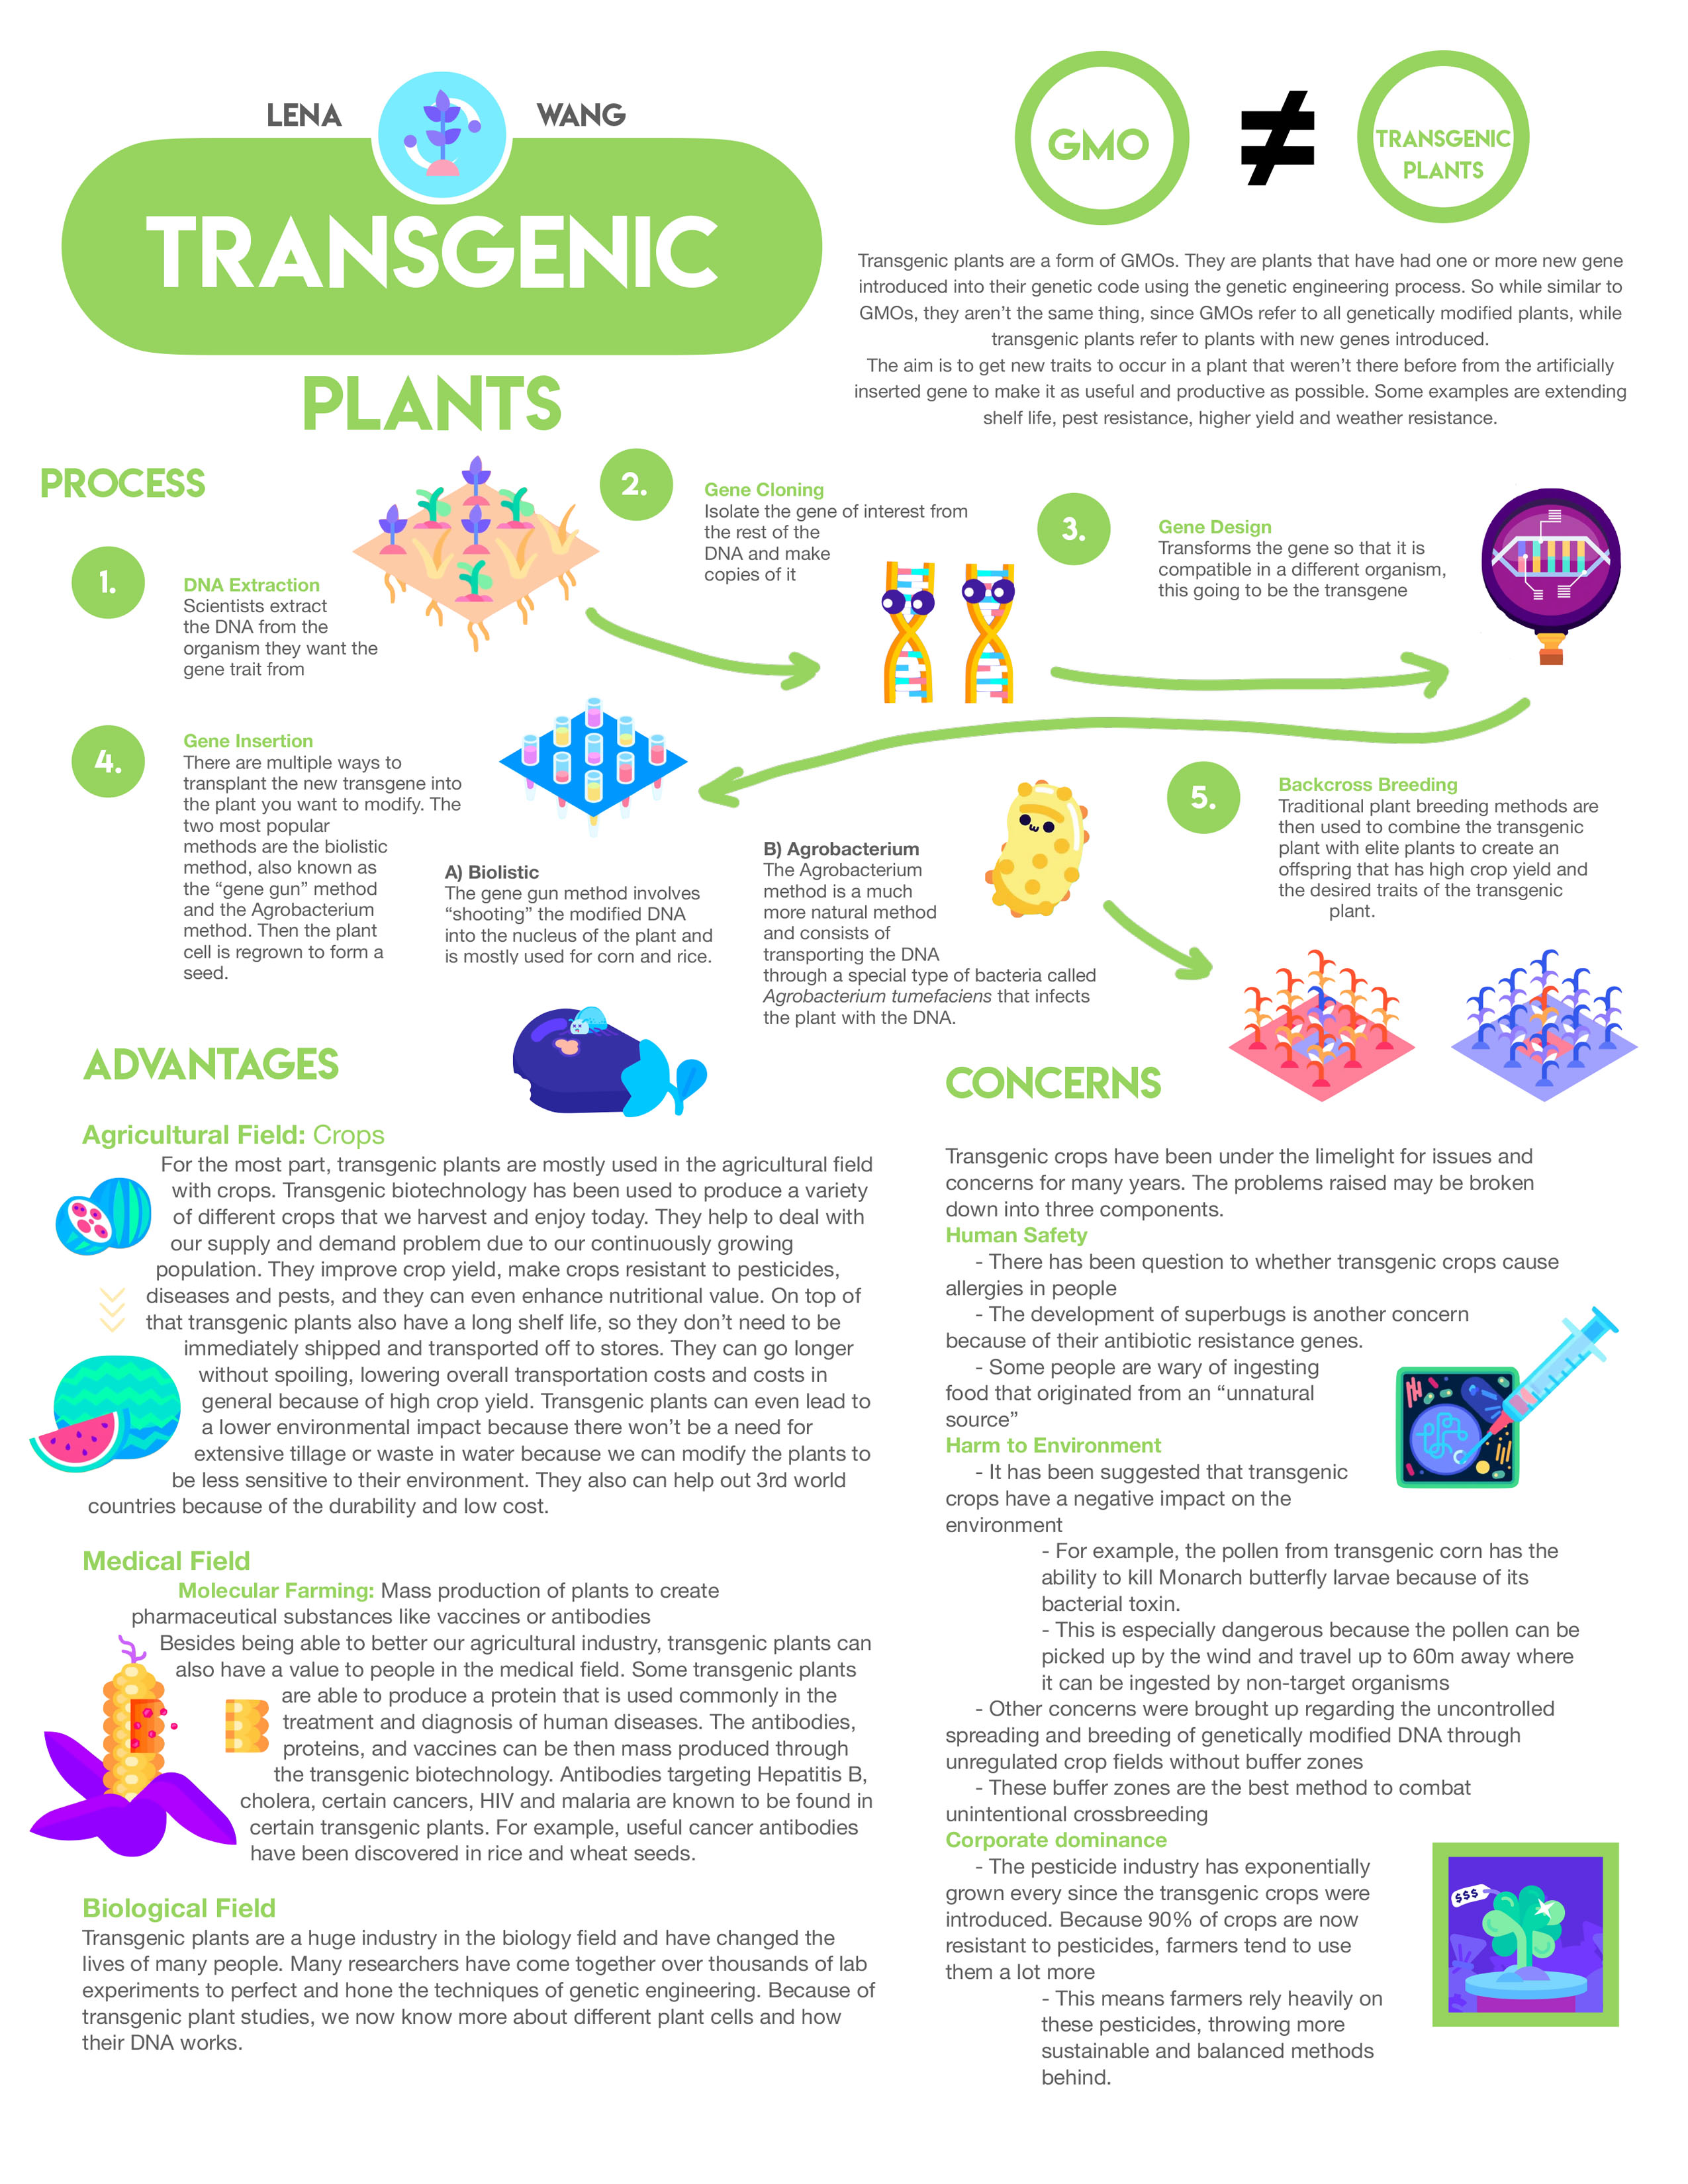 LENA
WANG
TRANSGENIC
PLANTS
GMO
≠
TRANSGENIC
PLANTS
Transgenic plants are a form of GMOs. They are plants that have had one or more new gene
introduced into their genetic code using the genetic engineering process. So while similar to
GMOs, they aren’t the same thing, since GMOs refer to all genetically modified plants, while
transgenic plants refer to plants with new genes introduced.
The aim is to get new traits to occur in a plant that weren’t there before from the artificially
inserted gene to make it as useful and productive as possible. Some examples are extending
shelf life, pest resistance, higher yield and weather resistance.
PROCESS
1.
DNA Extraction
Scientists extract
the DNA from the
organism they want the
gene trait from
2.
Gene Cloning
Isolate the gene of interest from
the rest of the
DNA and make
copies of it
3.
Gene Design
Transforms the gene so that it is
compatible in a different organism,
this going to be the transgene
4.
Gene Insertion
There are multiple ways to
transplant the new transgene into
the plant you want to modify. The
two most popular
methods are the biolistic
method, also known as
the “gene gun” method
and the Agrobacterium
method. Then the plant
cell is regrown to form a
seed.
A) Biolistic
The gene gun method involves
“shooting” the modified DNA
into the nucleus of the plant and
is mostly used for corn and rice.
B) Agrobacterium
The Agrobacterium
method is a much
more natural method
and consists of
transporting the DNA
through a special type of bacteria called
Agrobacterium tumefaciens that infects
the plant with the DNA.
5.
Backcross Breeding
Traditional plant breeding methods are
then used to combine the transgenic
plant with elite plants to create an
offspring that has high crop yield and
the desired traits of the transgenic
plant.
ADVANTAGES
Agricultural Field: Crops
For the most part, transgenic plants are mostly used in the agricultural field
with crops. Transgenic biotechnology has been used to produce a variety
of different crops that we harvest and enjoy today. They help to deal with
our supply and demand problem due to our continuously growing
population. They improve crop yield, make crops resistant to pesticides,
diseases and pests, and they can even enhance nutritional value. On top of
that transgenic plants also have a long shelf life, so they don’t need to be
immediately shipped and transported off to stores. They can go longer
without spoiling, lowering overall transportation costs and costs in
general because of high crop yield. Transgenic plants can even lead to
a lower environmental impact because there won’t be a need for
extensive tillage or waste in water because we can modify the plants to
be less sensitive to their environment. They also can help out 3rd world
countries because of the durability and low cost.
Medical Field
Molecular Farming: Mass production of plants to create
pharmaceutical substances like vaccines or antibodies
Besides being able to better our agricultural industry, transgenic plants can
also have a value to people in the medical field. Some transgenic plants
are able to produce a protein that is used commonly in the
treatment and diagnosis of human diseases. The antibodies,
proteins, and vaccines can be then mass produced through
the transgenic biotechnology. Antibodies targeting Hepatitis B,
cholera, certain cancers, HIV and malaria are known to be found in
certain transgenic plants. For example, useful cancer antibodies
have been discovered in rice and wheat seeds.
Biological Field
Transgenic plants are a huge industry in the biology field and have changed the
lives of many people. Many researchers have come together over thousands of lab
experiments to perfect and hone the techniques of genetic engineering. Because of
transgenic plant studies, we now know more about different plant cells and how
their DNA works.
CONCERNS
Transgenic crops have been under the limelight for issues and
concerns for many years. The problems raised may be broken
down into three components.
Human Safety
- There has been question to whether transgenic crops cause
allergies in people
- The development of superbugs is another concern
because of their antibiotic resistance genes.
- Some people are wary of ingesting
food that originated from an “unnatural
source”
Harm to Environment
- It has been suggested that transgenic
crops have a negative impact on the
environment
- For example, the pollen from transgenic corn has the
ability to kill Monarch butterfly larvae because of its
bacterial toxin.
- This is especially dangerous because the pollen can be
picked up by the wind and travel up to 60m away where
it can be ingested by non-target organisms
- Other concerns were brought up regarding the uncontrolled
spreading and breeding of genetically modified DNA through
unregulated crop fields without buffer zones
- These buffer zones are the best method to combat
unintentional crossbreeding
Corporate dominance
- The pesticide industry has exponentially
grown every since the transgenic crops were
introduced. Because 90% of crops are now
resistant to pesticides, farmers tend to use
them a lot more
- This means farmers rely heavily on
these pesticides, throwing more
sustainable and balanced methods
behind.
$$$